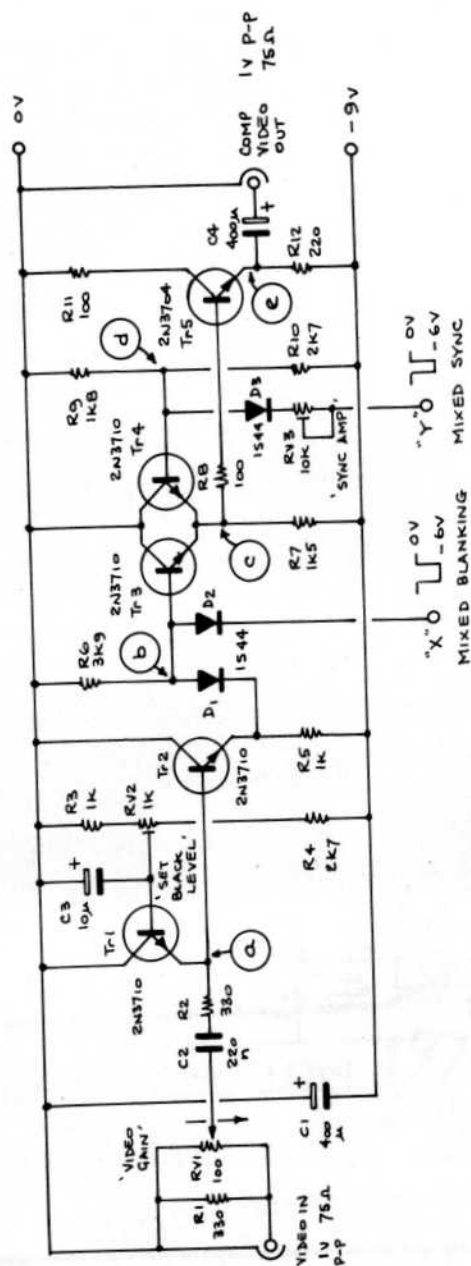 0V
R3
1K
RV2
1K
R6
3K9
R9
1K8
R11
100
C3
10μ
+
Tr1
2N3710
'SET
BLACK
LEVEL'
Tr2
2N3710
b
2N3710
Tr3
2N3710
Tr4
d
2N3704
Tr5
COMP
VIDEO
OUT
1V P-P
75Ω
'VIDEO
GAIN'
R1
330
RV1
100
C2
220
n
R2
330
a
D1
D2
1S44
c
R8
100
D3
1S44
RV3
10K
'SYNC AMP'
e
C4
400μ
+
VIDEO IN
1V 75Ω
P-P
C1
400
μ
+
R4
2K7
R5
1K
R7
1K5
R10
2K7
R12
220
-9V
"X"
0V
-6V
MIXED BLANKING
"Y"
0V
-6V
MIXED SYNC